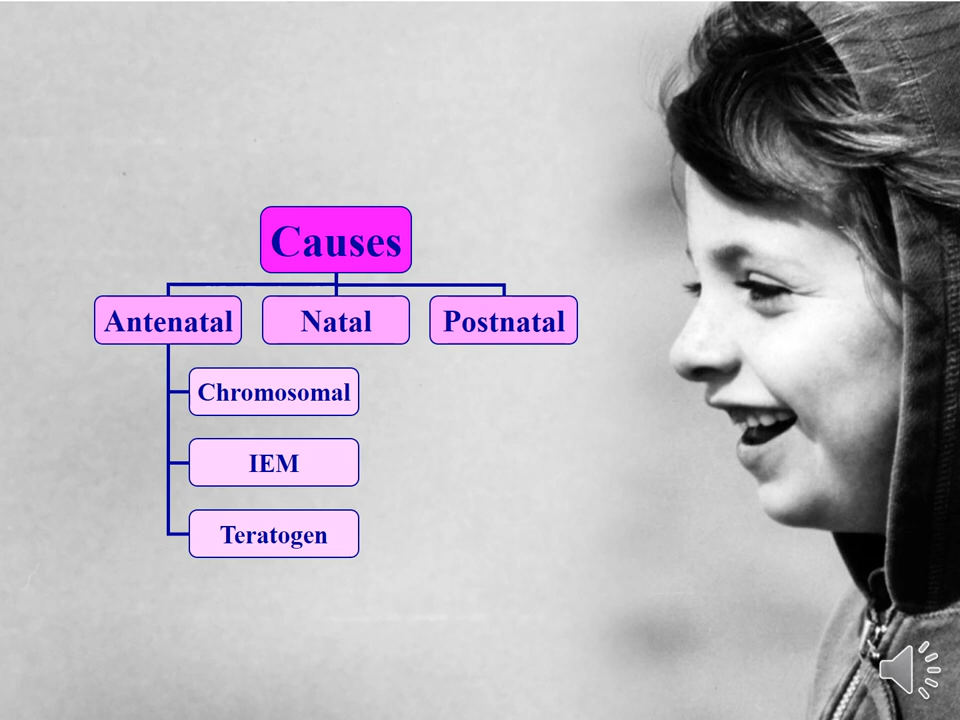 Causes
Antenatal
Natal
Postnatal
Chromosomal
IEM
Teratogen